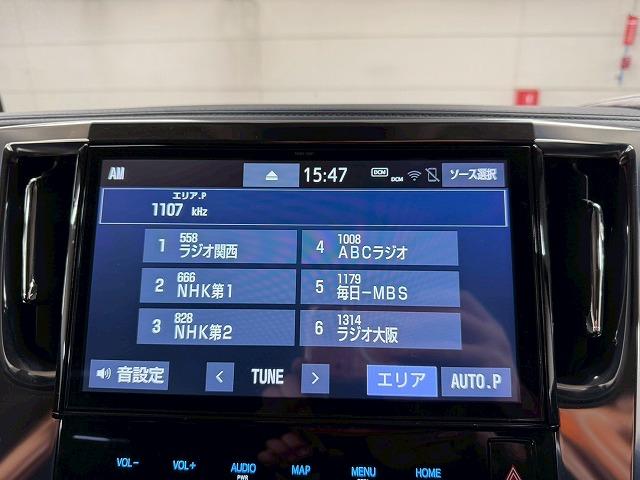 AM
15:47
DCM
DCM
ソース選択
エリア.P
1107 kHz
1 558 ラジオ関西
4 1008 ABCラジオ
2 666 NHK第1
5 1179 毎日-MBS
3 828 NHK第2
6 1314 ラジオ大阪
音設定
< TUNE >
エリア
AUTO.P
VOL-
VOL+
AUDIO
PWR
MAP
MENU
HOME